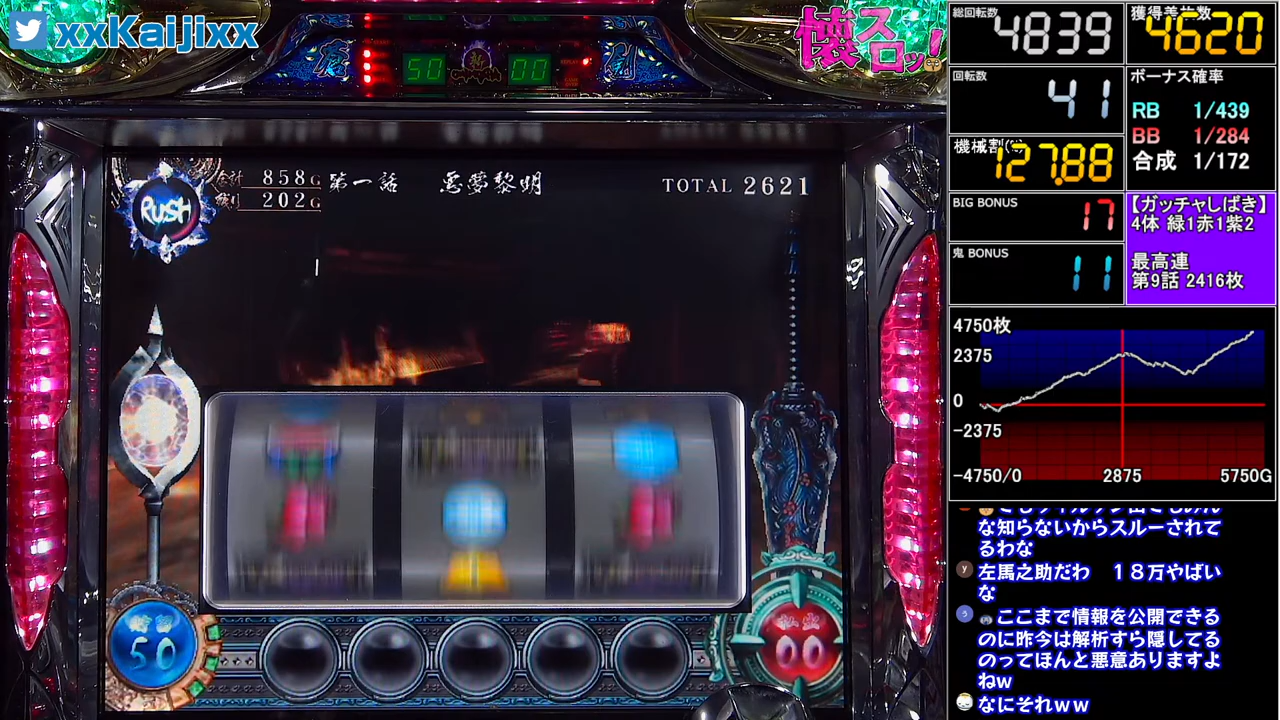 xxKaijixx
蒼
50
00
剣
懐スロッ!
RUSH
合計 858G
残り 202G
第一話 悪夢黎明
TOTAL 2621
50
00
総回転数
4839
獲得差枚数
4620
回転数
41
ボーナス確率
RB 1/439
BB 1/284
合成 1/172
機械割(%)
127.88
BIG BONUS
17
鬼 BONUS
11
【ガッチャしばき】
4体 緑1赤1紫2
最高連
第9話 2416枚
4750枚
2375
0
-2375
-4750/0
2875
5750G
な知らないからスルーされて
るわな
左馬之助だわ 18万やばい
な
ここまで情報を公開できる
のに昨今は解析すら隠してる
のってほんと悪意ありますよ
ねw
なにそれww